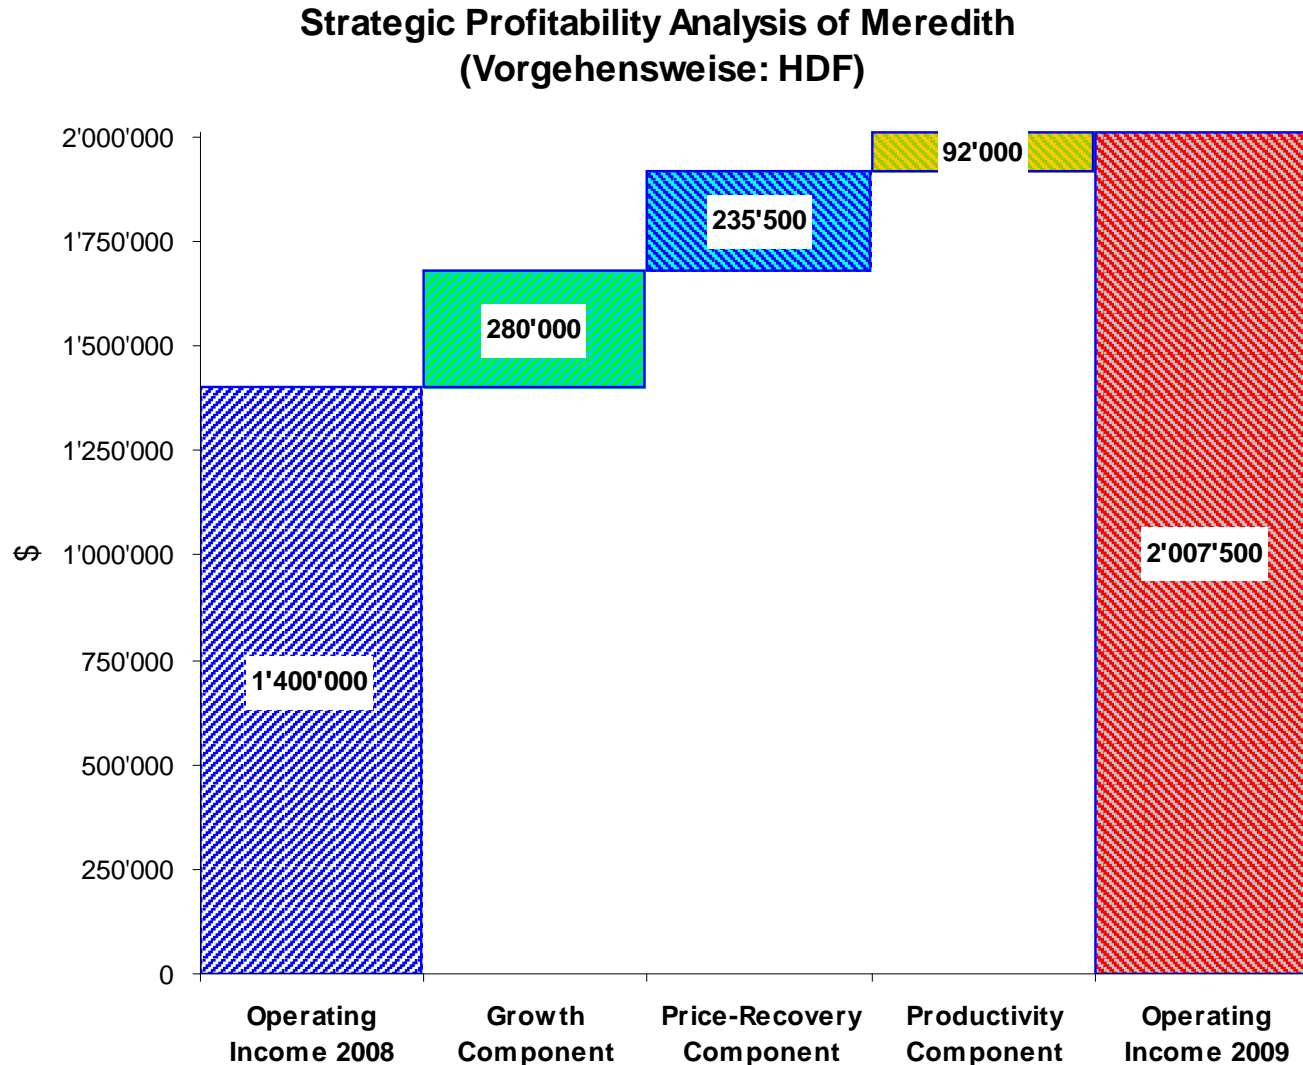 Strategic Profitability Analysis of Meredith
(Vorgehensweise: HDF)
2'000'000
1'750'000
1'500'000
1'250'000
1'000'000
750'000
500'000
250'000
0
$
1'400'000
280'000
235'500
92'000
2'007'500
Operating
Income 2008
Growth
Component
Price-Recovery
Component
Productivity
Component
Operating
Income 2009